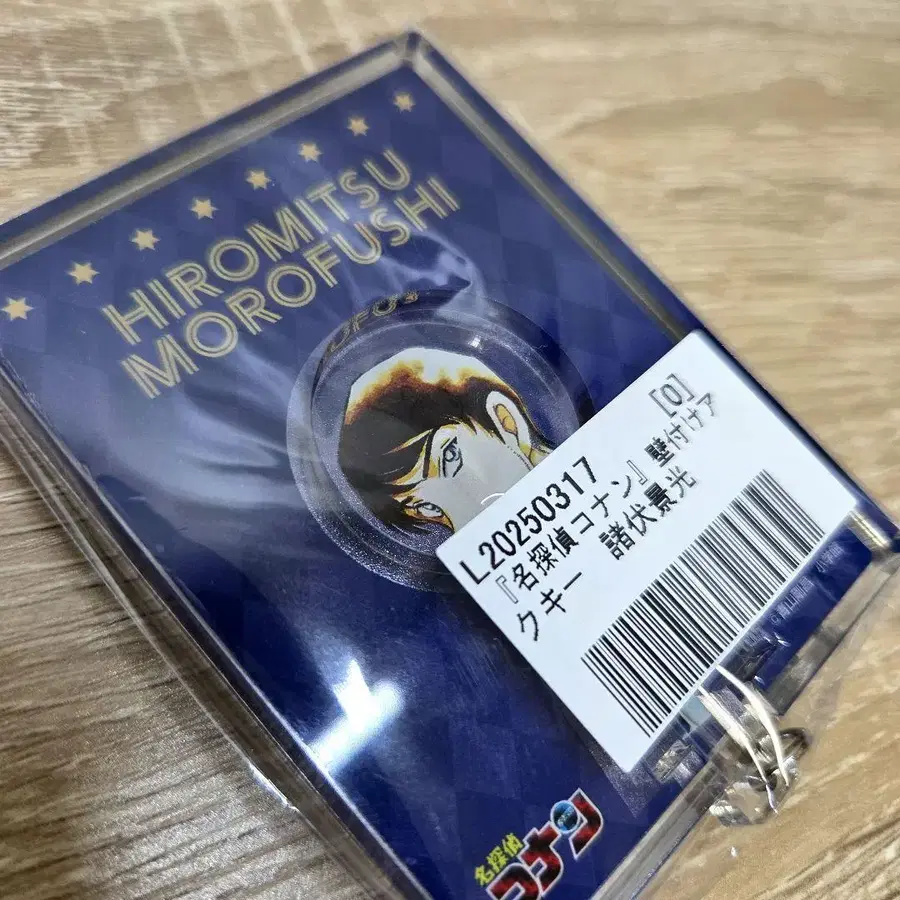 HIROMITSU
MOROFUSHI
[0]
L20250317
『名探偵コナン』壁付けア
クキー 諸伏景光
名探偵
コナン